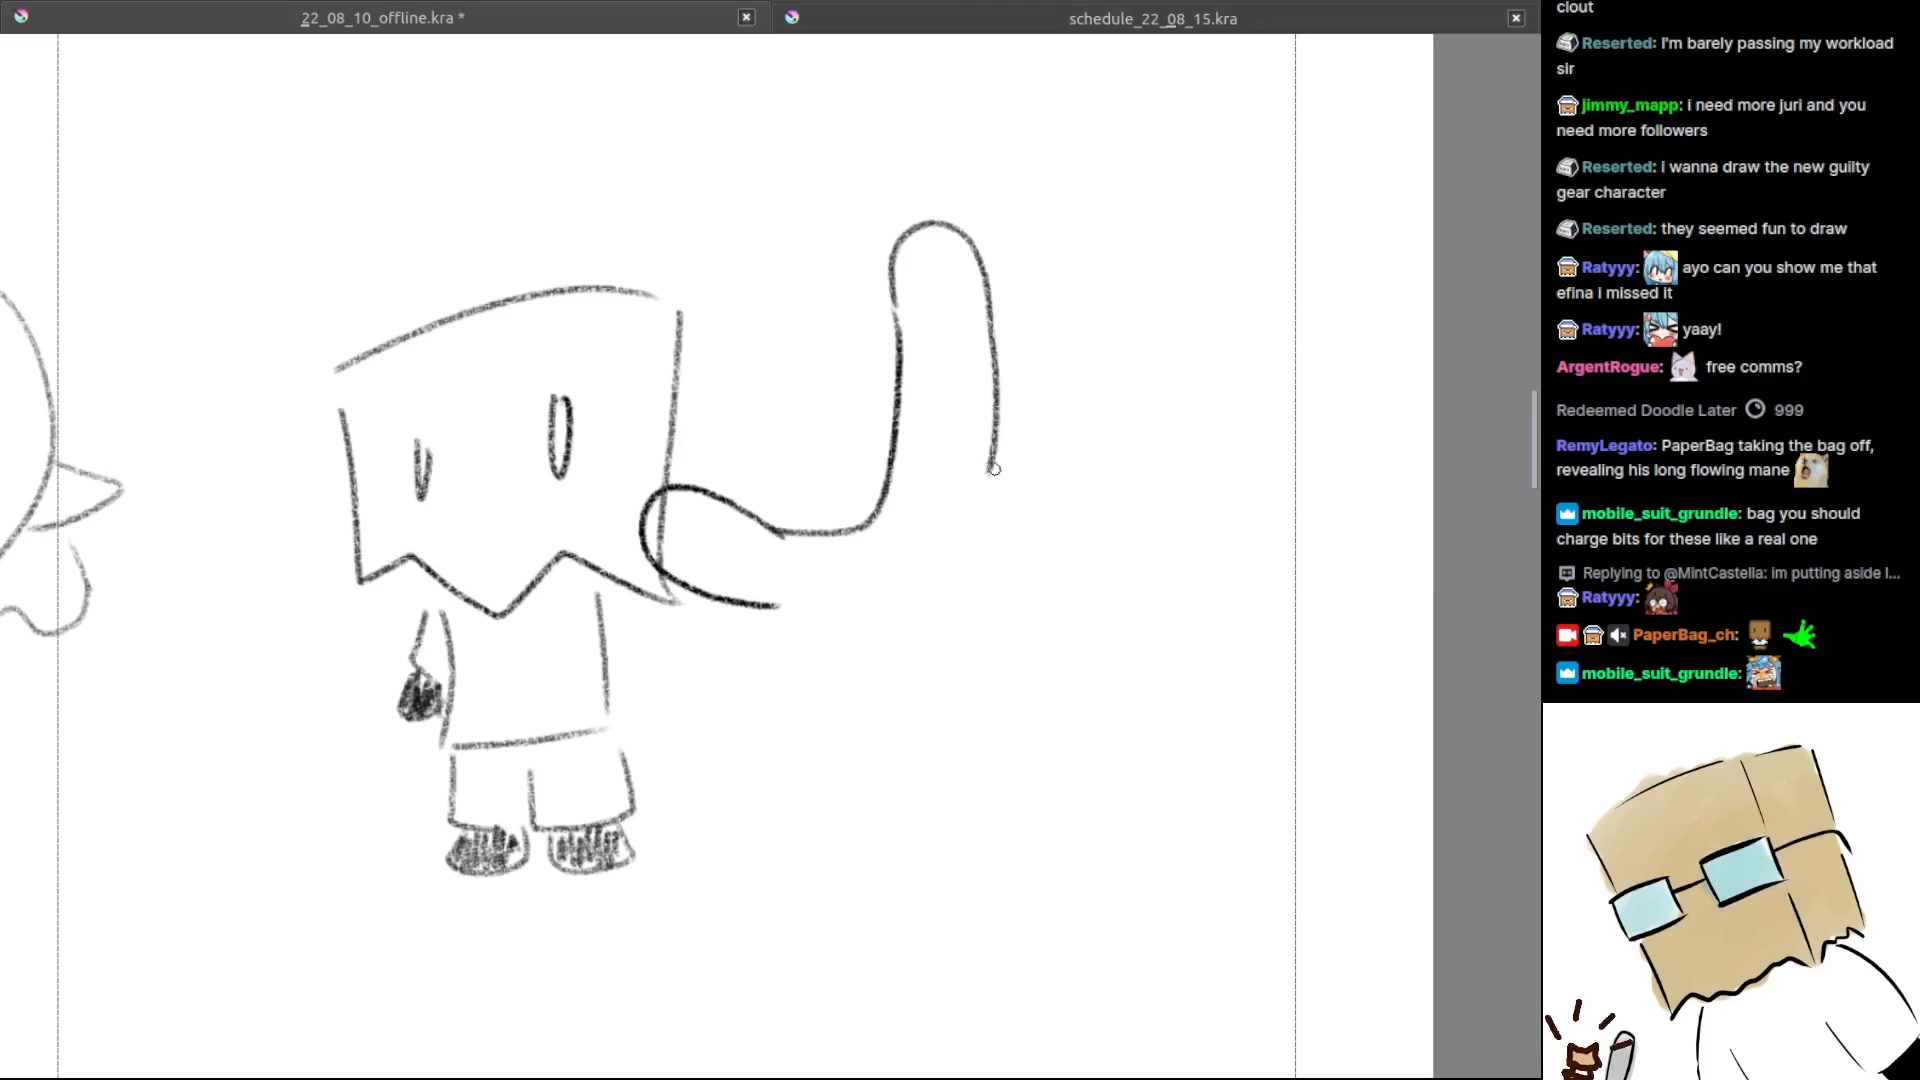 22_08_10_offline.kra *
schedule_22_08_15.kra
clout
Reserted: I'm barely passing my workload
sir
jimmy_mapp: i need more juri and you
need more followers
Reserted: i wanna draw the new guilty
gear character
Reserted: they seemed fun to draw
Ratyyy: ayo can you show me that
efina i missed it
Ratyyy: yaay!
ArgentRogue: free comms?
Redeemed Doodle Later 999
RemyLegato: PaperBag taking the bag off,
revealing his long flowing mane
mobile_suit_grundle: bag you should
charge bits for these like a real one
Replying to @MintCastella: im putting aside l...
Ratyyy:
PaperBag_ch:
mobile_suit_grundle: